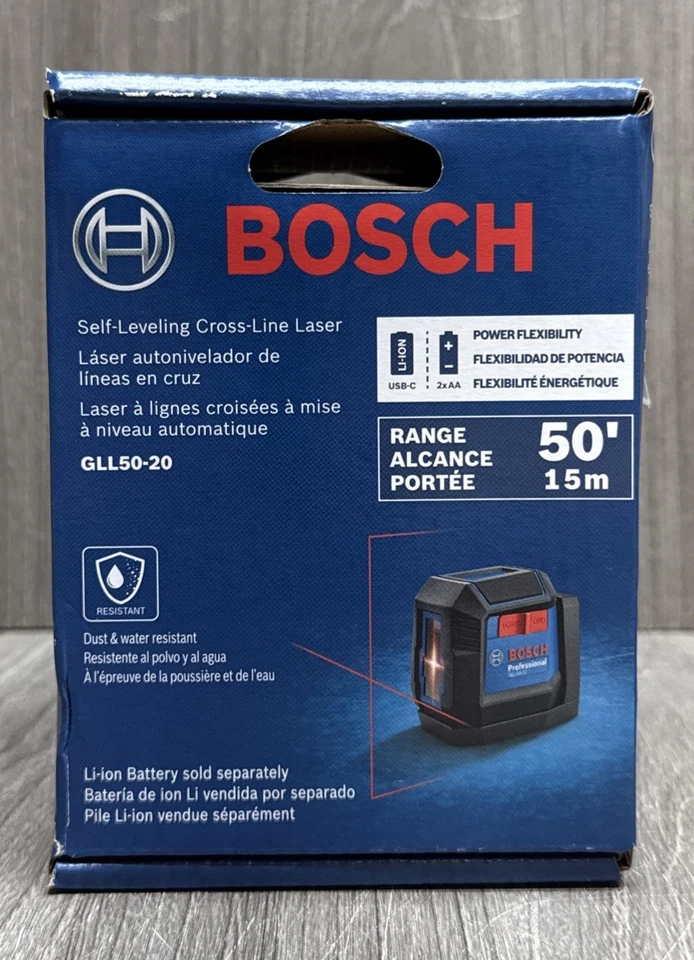 BOSCH
Self-Leveling Cross-Line Laser
Láser autonivelador de
líneas en cruz
Laser à lignes croisées à mise
à niveau automatique
GLL50-20
LI-ION
USB-C
+
–
2xAA
POWER FLEXIBILITY
FLEXIBILIDAD DE POTENCIA
FLEXIBILITÉ ÉNERGÉTIQUE
RANGE
ALCANCE
PORTÉE
50'
15m
RESISTANT
Dust & water resistant
Resistente al polvo y al agua
À l'épreuve de la poussière et de l'eau
BOSCH
Professional
Li-ion Battery sold separately
Batería de ion Li vendida por separado
Pile Li-ion vendue séparément